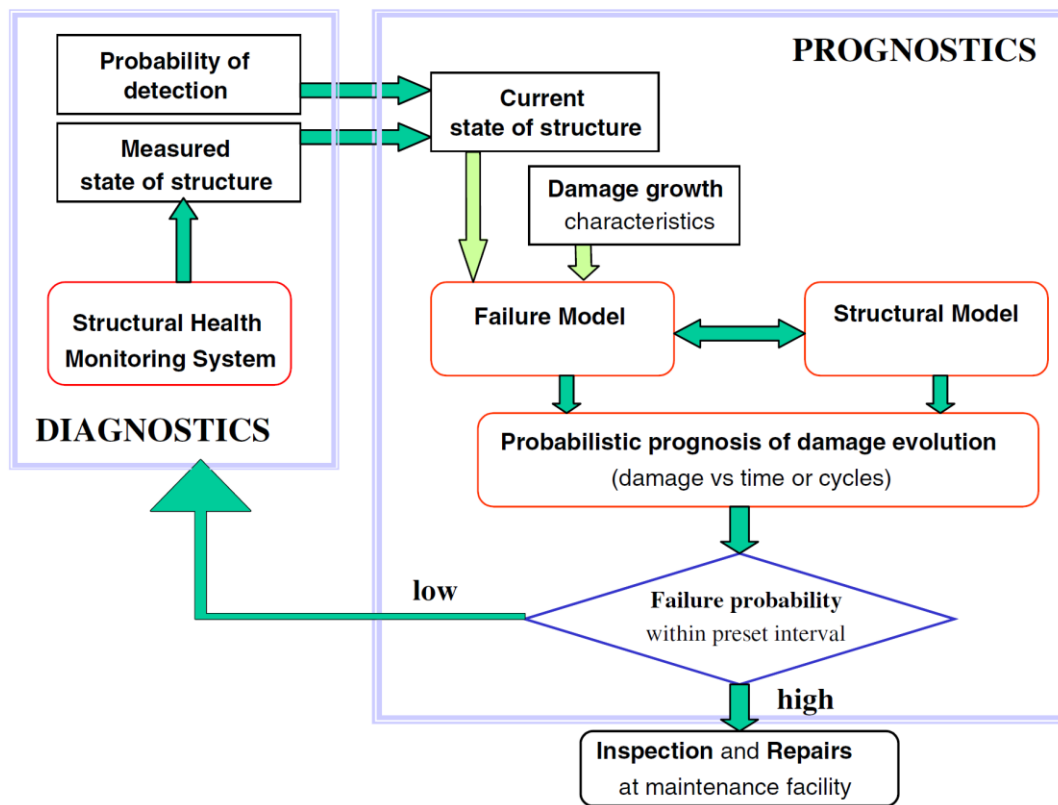 Probability of
detection
Measured
state of structure
Structural Health
Monitoring System
DIAGNOSTICS
PROGNOSTICS
Current
state of structure
Damage growth
characteristics
Failure Model
Structural Model
Probabilistic prognosis of damage evolution
(damage vs time or cycles)
low
Failure probability
within preset interval
high
Inspection and Repairs
at maintenance facility